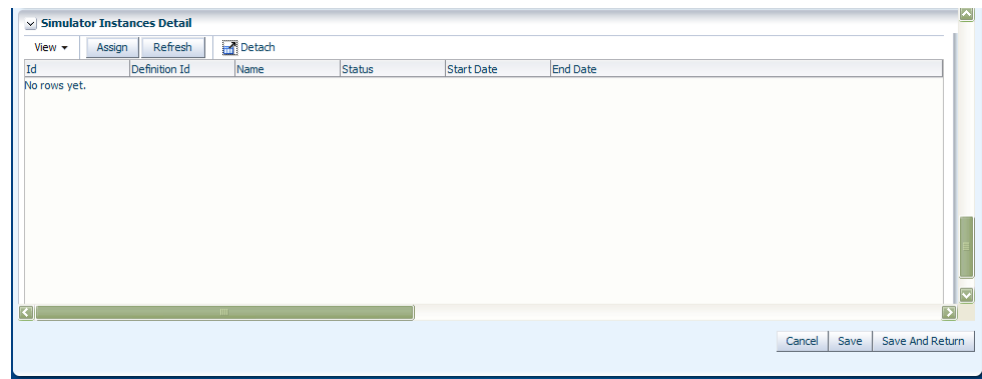 Simulator Instances Detail
View Assign Refresh Detach
Id Definition Id Name Status Start Date End Date
No rows yet.
Cancel Save Save And Return